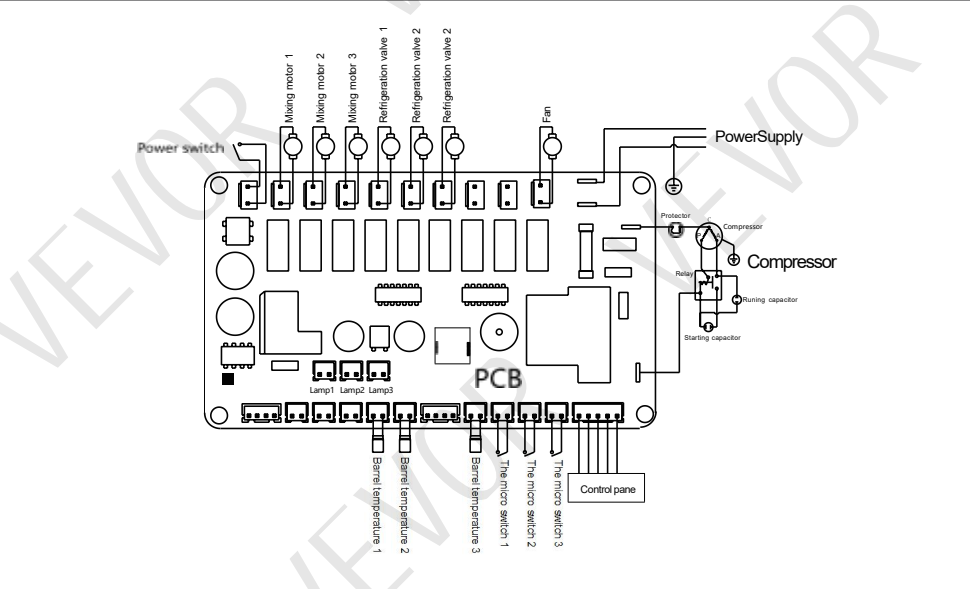 Mixing motor 1
Mixing motor 2
Mixing motor 3
Refrigeration valve 1
Refrigeration valve 2
Refrigeration valve 2
Fan
Power switch
PowerSupply
Protector
C
Compressor
Compressor
Relay
Runing capacitor
Starting capacitor
PCB
Lamp1
Lamp2
Lamp3
Barrel temperature 1
Barrel temperature 2
Barrel temperature 3
The micro switch 1
The micro switch 2
The micro switch 3
Control pane
VEVOR
VEVOR
VEVOR